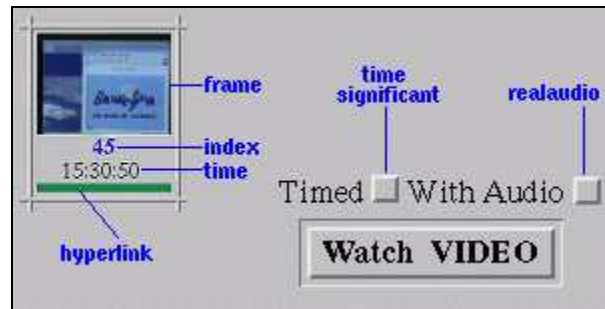 frame
45
index
15:30:50
time
hyperlink
time
significant
realaudio
Timed
With Audio
Watch VIDEO